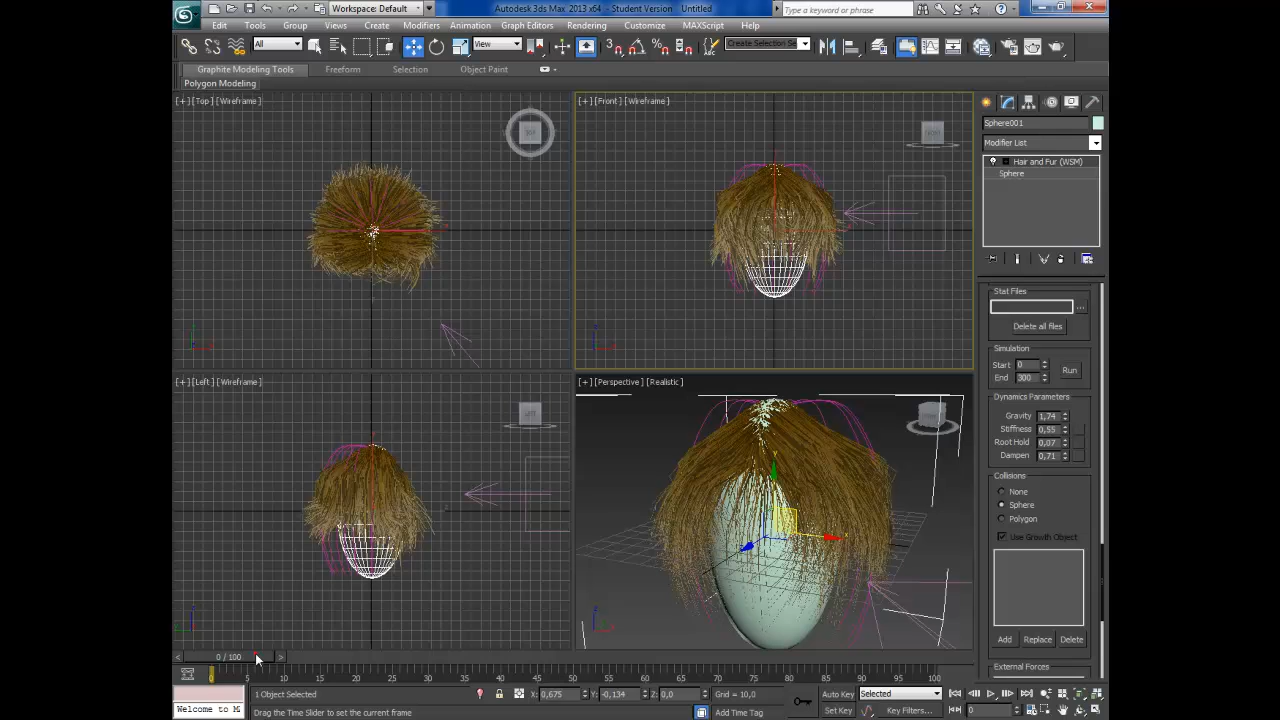 Workspace: Default
Autodesk 3ds Max 2013 x64 - Student Version Untitled
Type a keyword or phrase
Edit Tools Group Views Create Modifiers Animation Graph Editors Rendering Customize MAXScript Help
All View Create Selection Se
Graphite Modeling Tools Freeform Selection Object Paint
Polygon Modeling
[+] [Top] [Wireframe]
[+] [Front] [Wireframe]
Sphere001
Modifier List
Hair and Fur (WSM)
Sphere
Stat Files
...
Delete all files
Simulation
Start 0
End 300
Run
Dynamics Parameters
Gravity 1,74
Stiffness 0,55
Root Hold 0,07
Dampen 0,71
Collisions
None
Sphere
Polygon
Use Growth Object
Add Replace Delete
External Forces
[+] [Left] [Wireframe]
[+] [Perspective] [Realistic]
< 0 / 100 >
0 5 10 15 20 25 30 35 40 45 50 55 60 65 70 75 80 85 90 95 100
1 Object Selected X: 0,675 Y: -0,134 Z: 0,0 Grid = 10,0 Auto Key Selected
Welcome to M Drag the Time Slider to set the current frame Add Time Tag Set Key Key Filters... 0